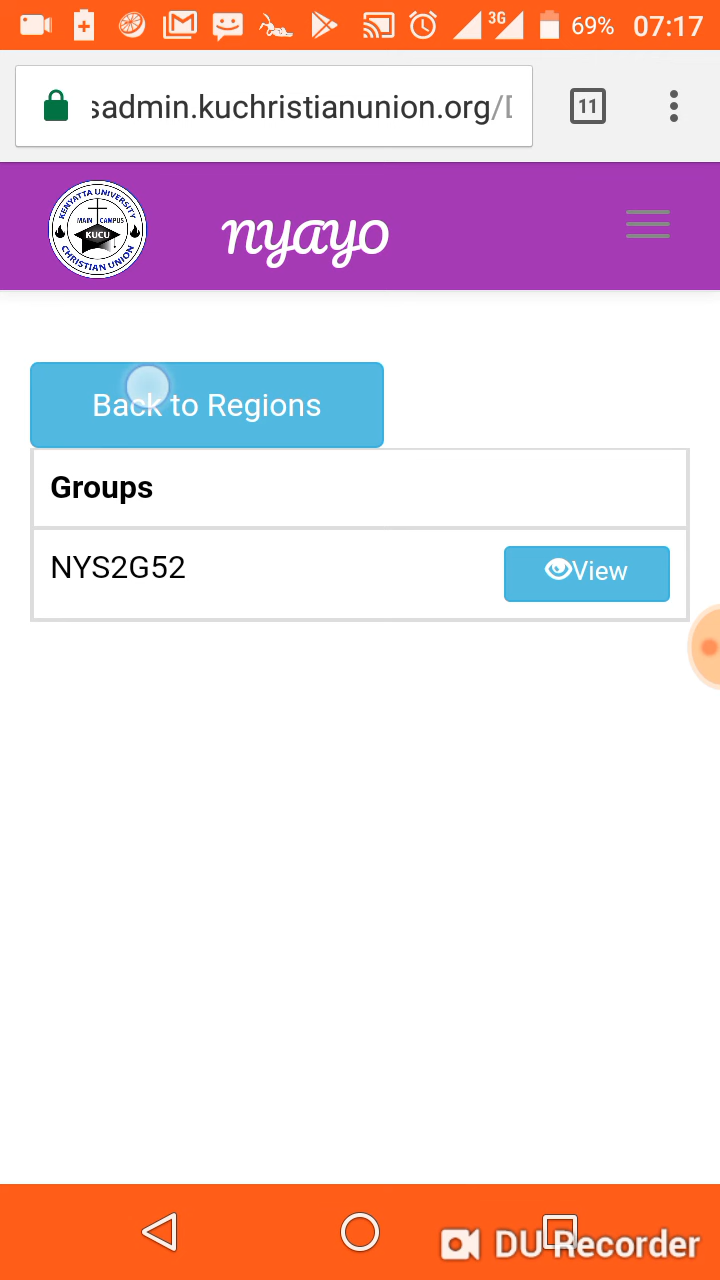 3G 69% 07:17
sadmin.kuchristianunion.org/ 11
KENYATTA UNIVERSITY
MAIN CAMPUS
KUCU
CHRISTIAN UNION
nyayo
Back to Regions
Groups
NYS2G52 View
DU Recorder